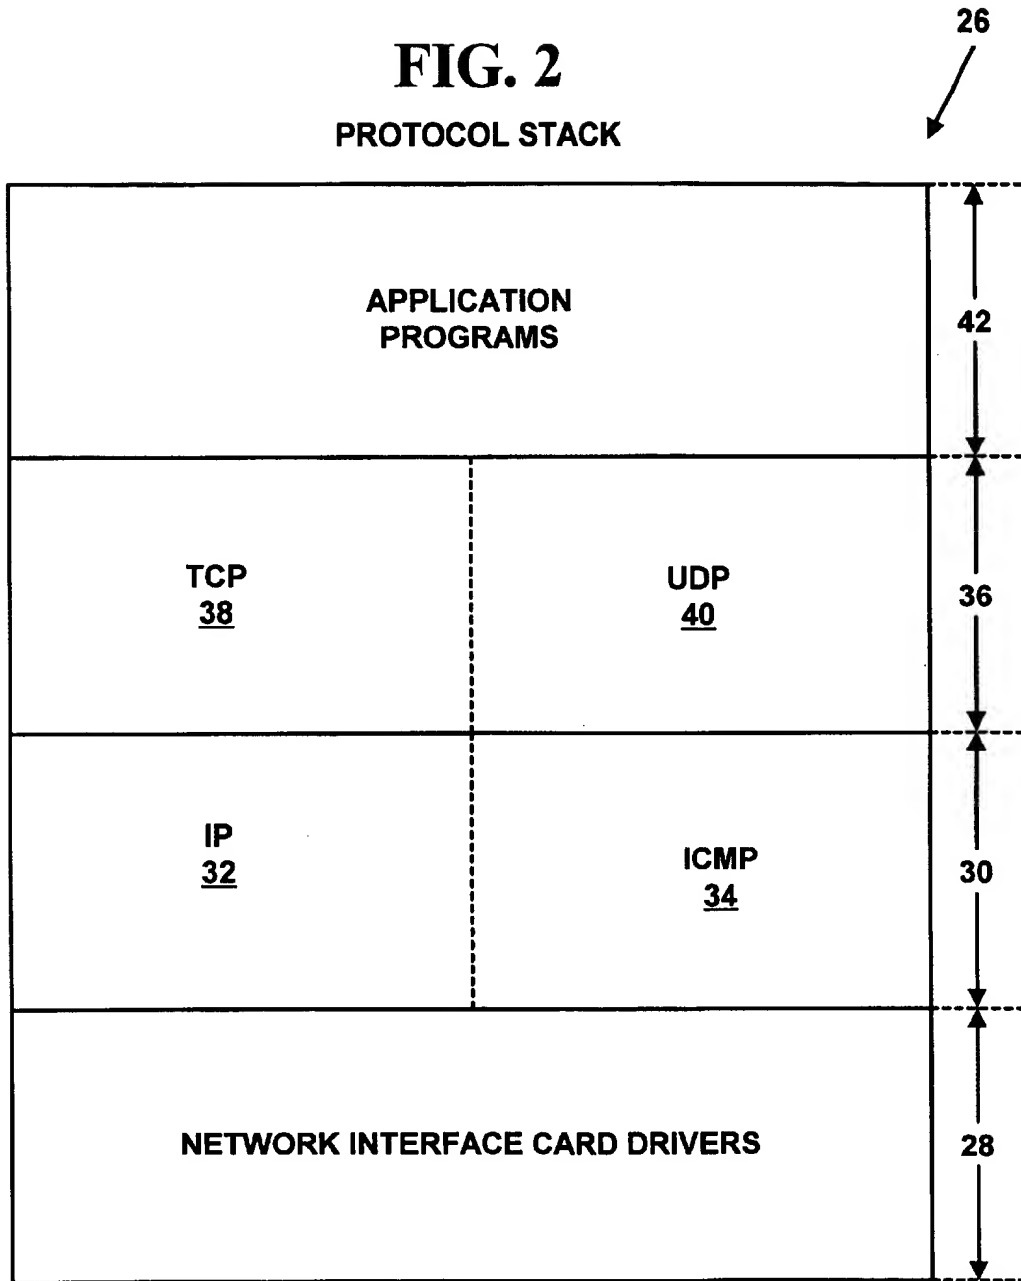 26
FIG. 2
PROTOCOL STACK
APPLICATION
PROGRAMS
42
TCP
38
UDP
40
36
IP
32
ICMP
34
30
NETWORK INTERFACE CARD DRIVERS
28